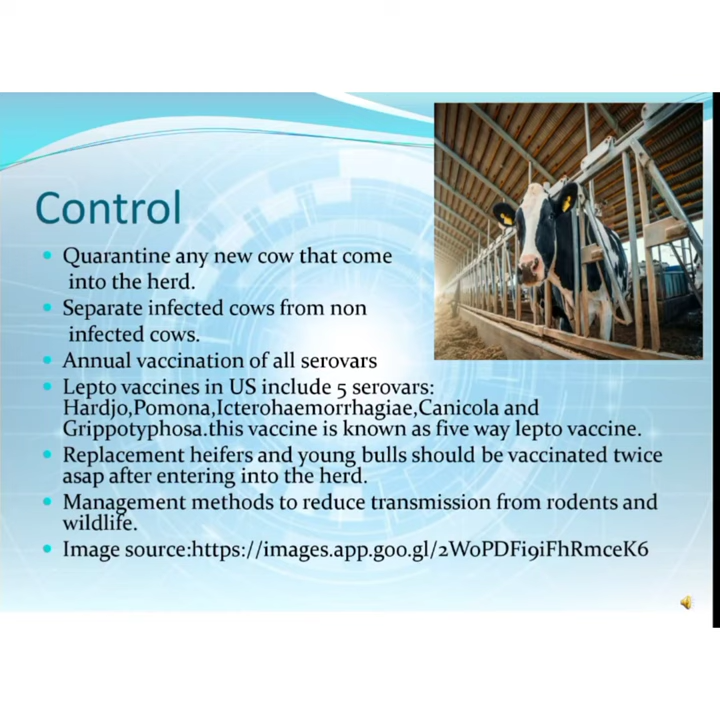 Control
Quarantine any new cow that come
into the herd.
Separate infected cows from non
infected cows.
Annual vaccination of all serovars
Lepto vaccines in US include 5 serovars:
Hardjo,Pomona,Icterohaemorrhagiae,Canicola and
Grippotyphosa.this vaccine is known as five way lepto vaccine.
Replacement heifers and young bulls should be vaccinated twice
asap after entering into the herd.
Management methods to reduce transmission from rodents and
wildlife.
Image source:https://images.app.goo.gl/2WoPDFi9iFhRmceK6